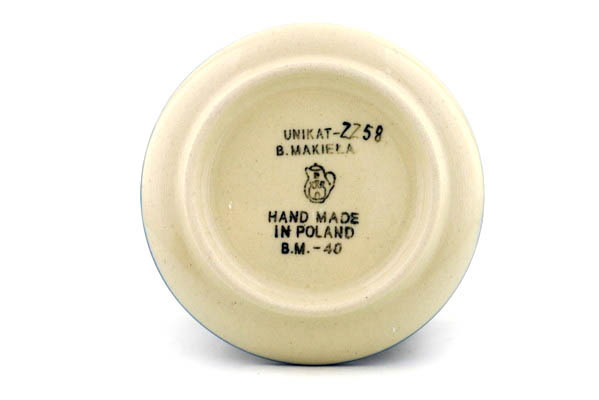 UNIKAT-ZZ58
B.MAKIEŁA
HAND MADE
IN POLAND
B.M.-40